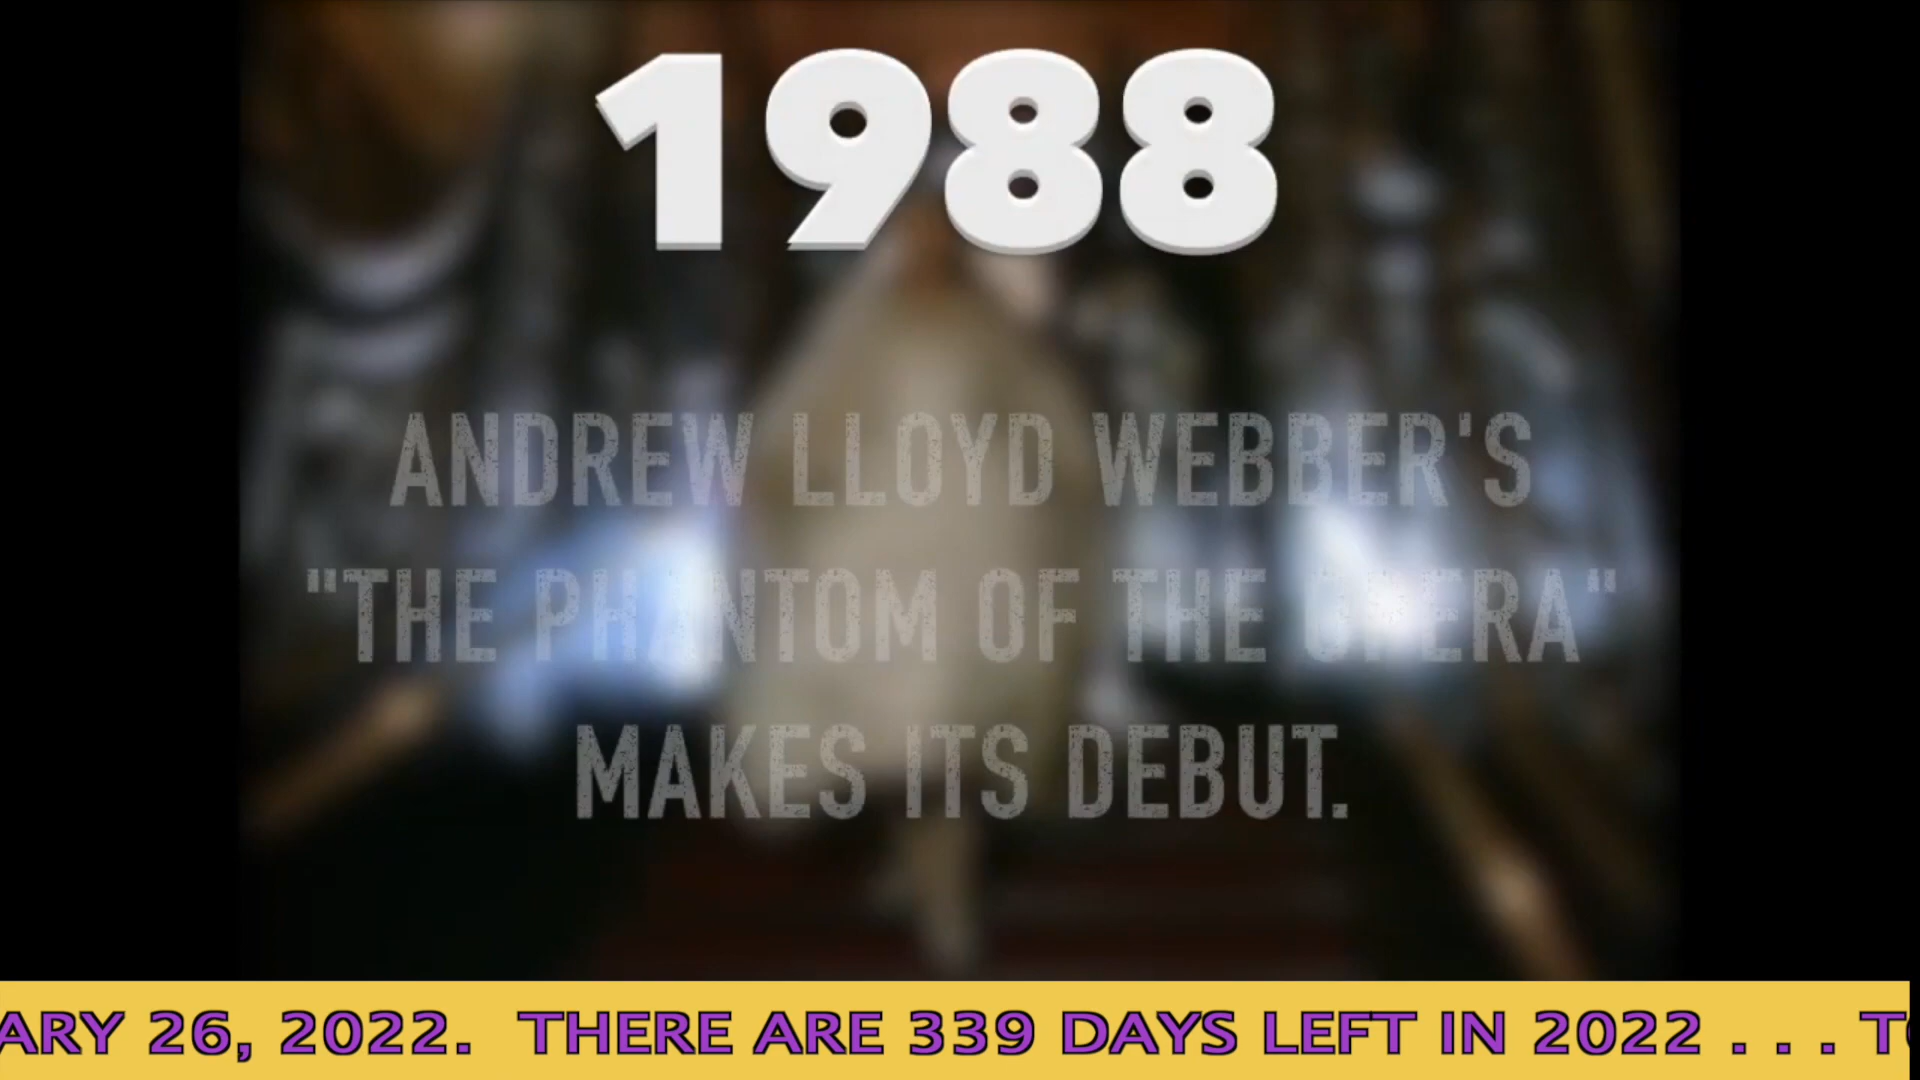 1988
ANDREW LLOYD WEBBER'S
"THE PHANTOM OF THE OPERA"
MAKES ITS DEBUT.
ARY 26, 2022. THERE ARE 339 DAYS LEFT IN 2022 . . .